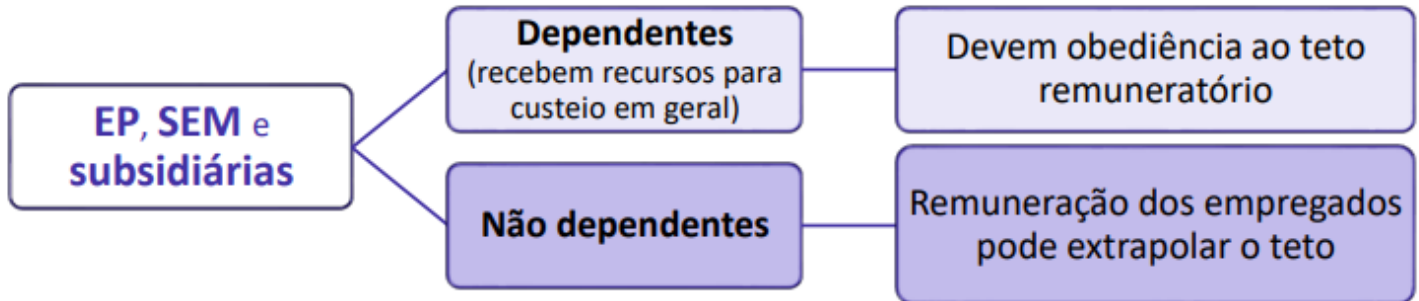 EP, SEM e
subsidiárias
Dependentes
(recebem recursos para
custeio em geral)
Devem obediência ao teto
remuneratório
Não dependentes
Remuneração dos empregados
pode extrapolar o teto